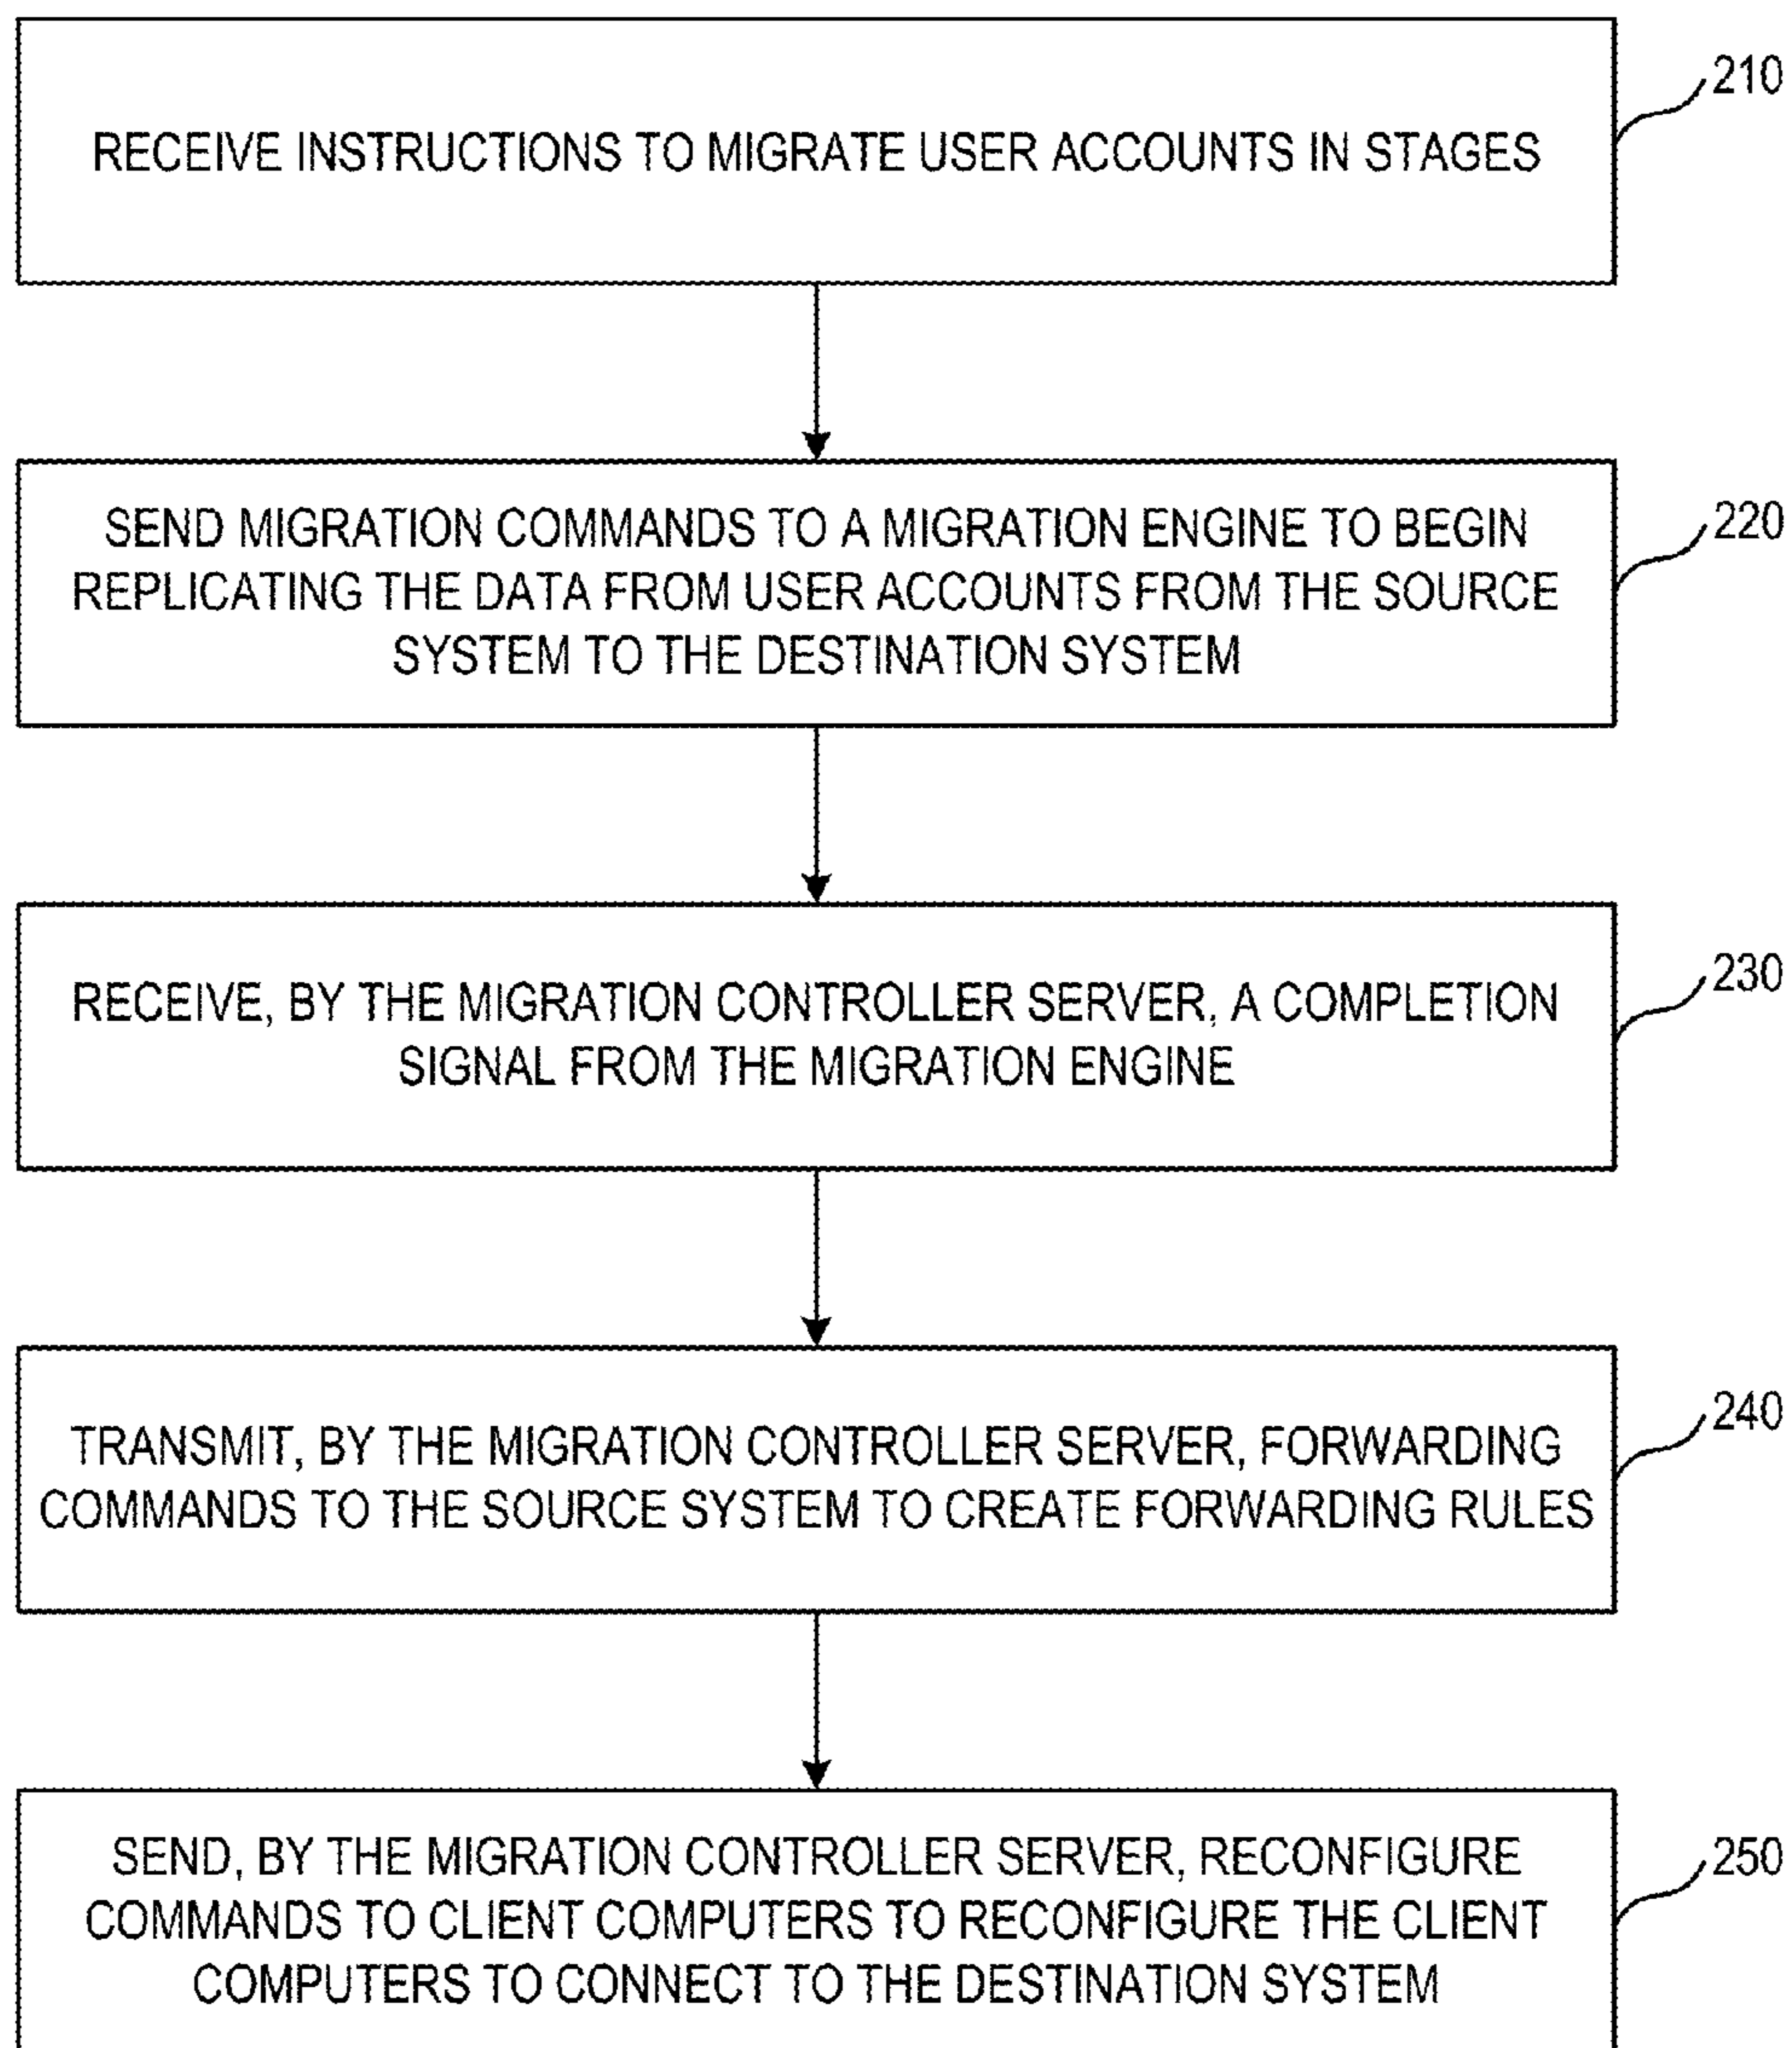 210
RECEIVE INSTRUCTIONS TO MIGRATE USER ACCOUNTS IN STAGES
220
SEND MIGRATION COMMANDS TO A MIGRATION ENGINE TO BEGIN
REPLICATING THE DATA FROM USER ACCOUNTS FROM THE SOURCE
SYSTEM TO THE DESTINATION SYSTEM
230
RECEIVE, BY THE MIGRATION CONTROLLER SERVER, A COMPLETION
SIGNAL FROM THE MIGRATION ENGINE
240
TRANSMIT, BY THE MIGRATION CONTROLLER SERVER, FORWARDING
COMMANDS TO THE SOURCE SYSTEM TO CREATE FORWARDING RULES
250
SEND, BY THE MIGRATION CONTROLLER SERVER, RECONFIGURE
COMMANDS TO CLIENT COMPUTERS TO RECONFIGURE THE CLIENT
COMPUTERS TO CONNECT TO THE DESTINATION SYSTEM